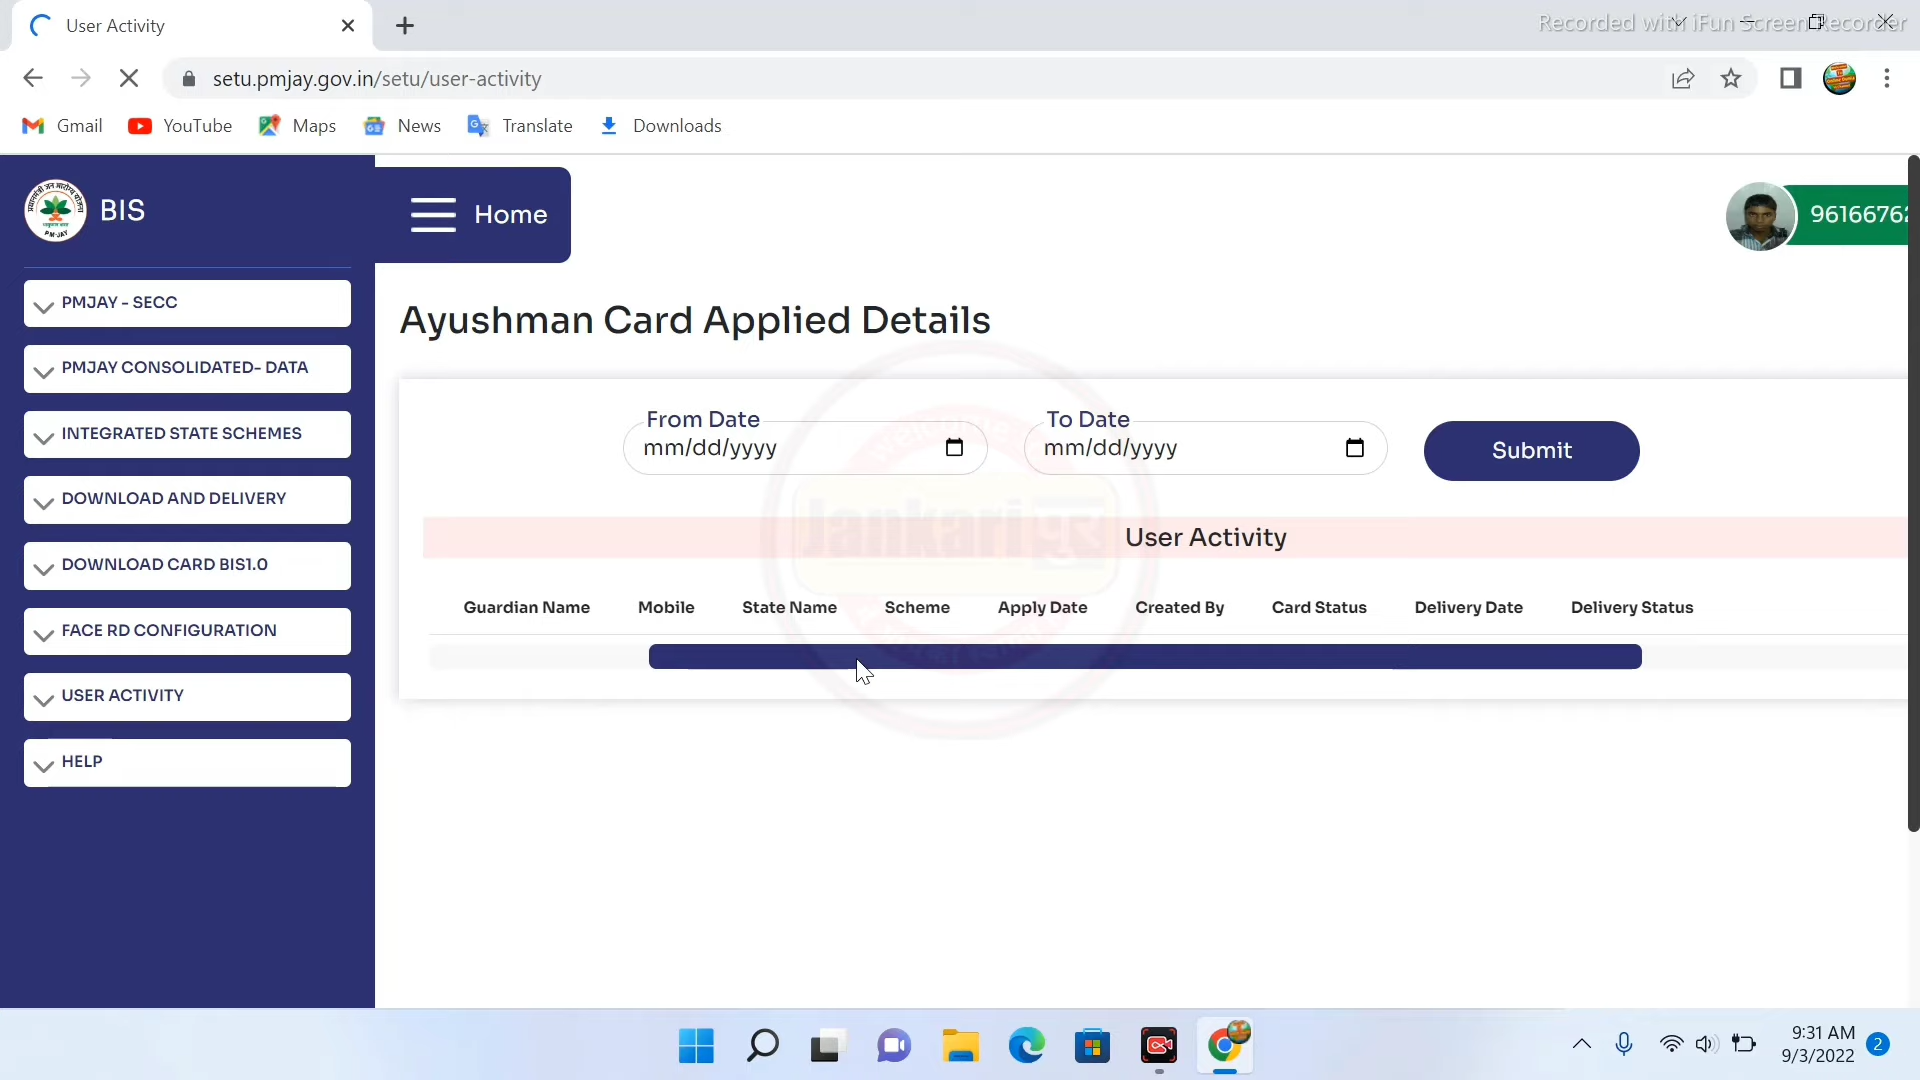 User Activity
Recorded with iFun Screen Recorder
setu.pmjay.gov.in/setu/user-activity
Gmail YouTube Maps News Translate Downloads
BIS
Home
9616676
PMJAY - SECC
PMJAY CONSOLIDATED- DATA
INTEGRATED STATE SCHEMES
DOWNLOAD AND DELIVERY
DOWNLOAD CARD BIS1.0
FACE RD CONFIGURATION
USER ACTIVITY
HELP
Ayushman Card Applied Details
From Date
mm/dd/yyyy
To Date
mm/dd/yyyy
Submit
Jankari गुरु
User Activity
Guardian Name Mobile State Name Scheme Apply Date Created By Card Status Delivery Date Delivery Status
9:31 AM
9/3/2022
2